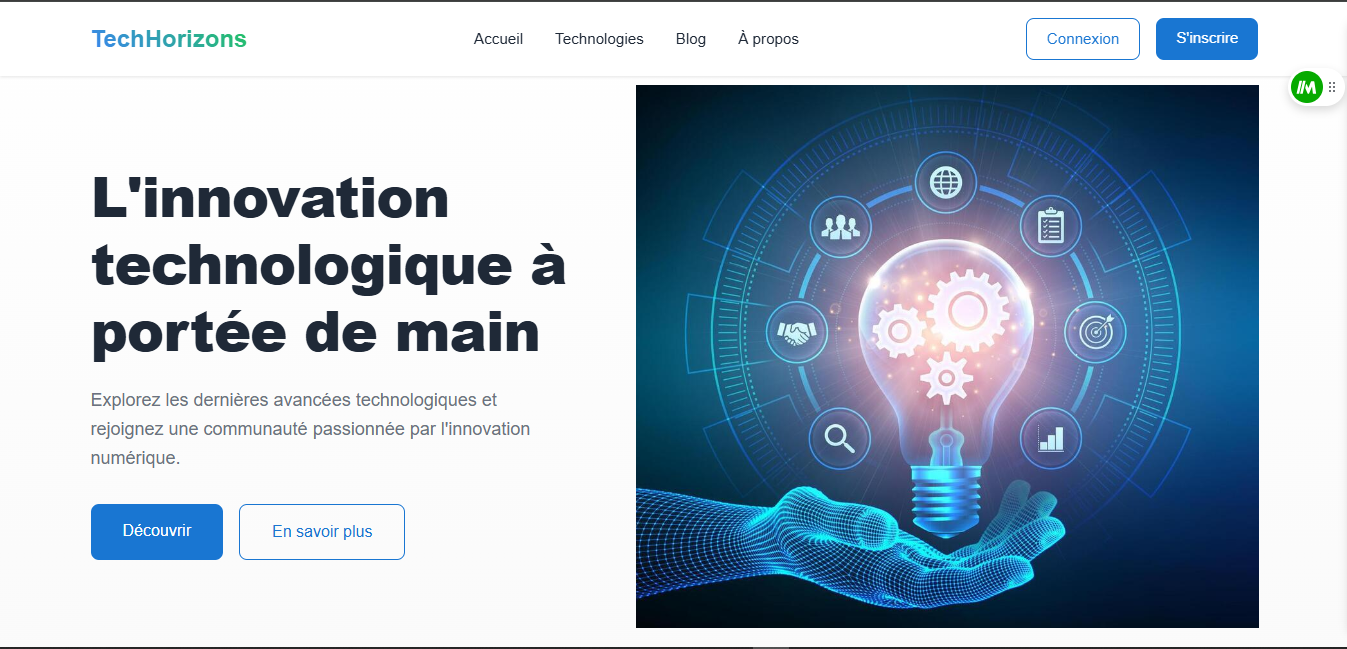 TechHorizons
Accueil Technologies Blog À propos
Connexion S'inscrire
L'innovation
technologique à
portée de main
Explorez les dernières avancées technologiques et
rejoignez une communauté passionnée par l'innovation
numérique.
Découvrir En savoir plus